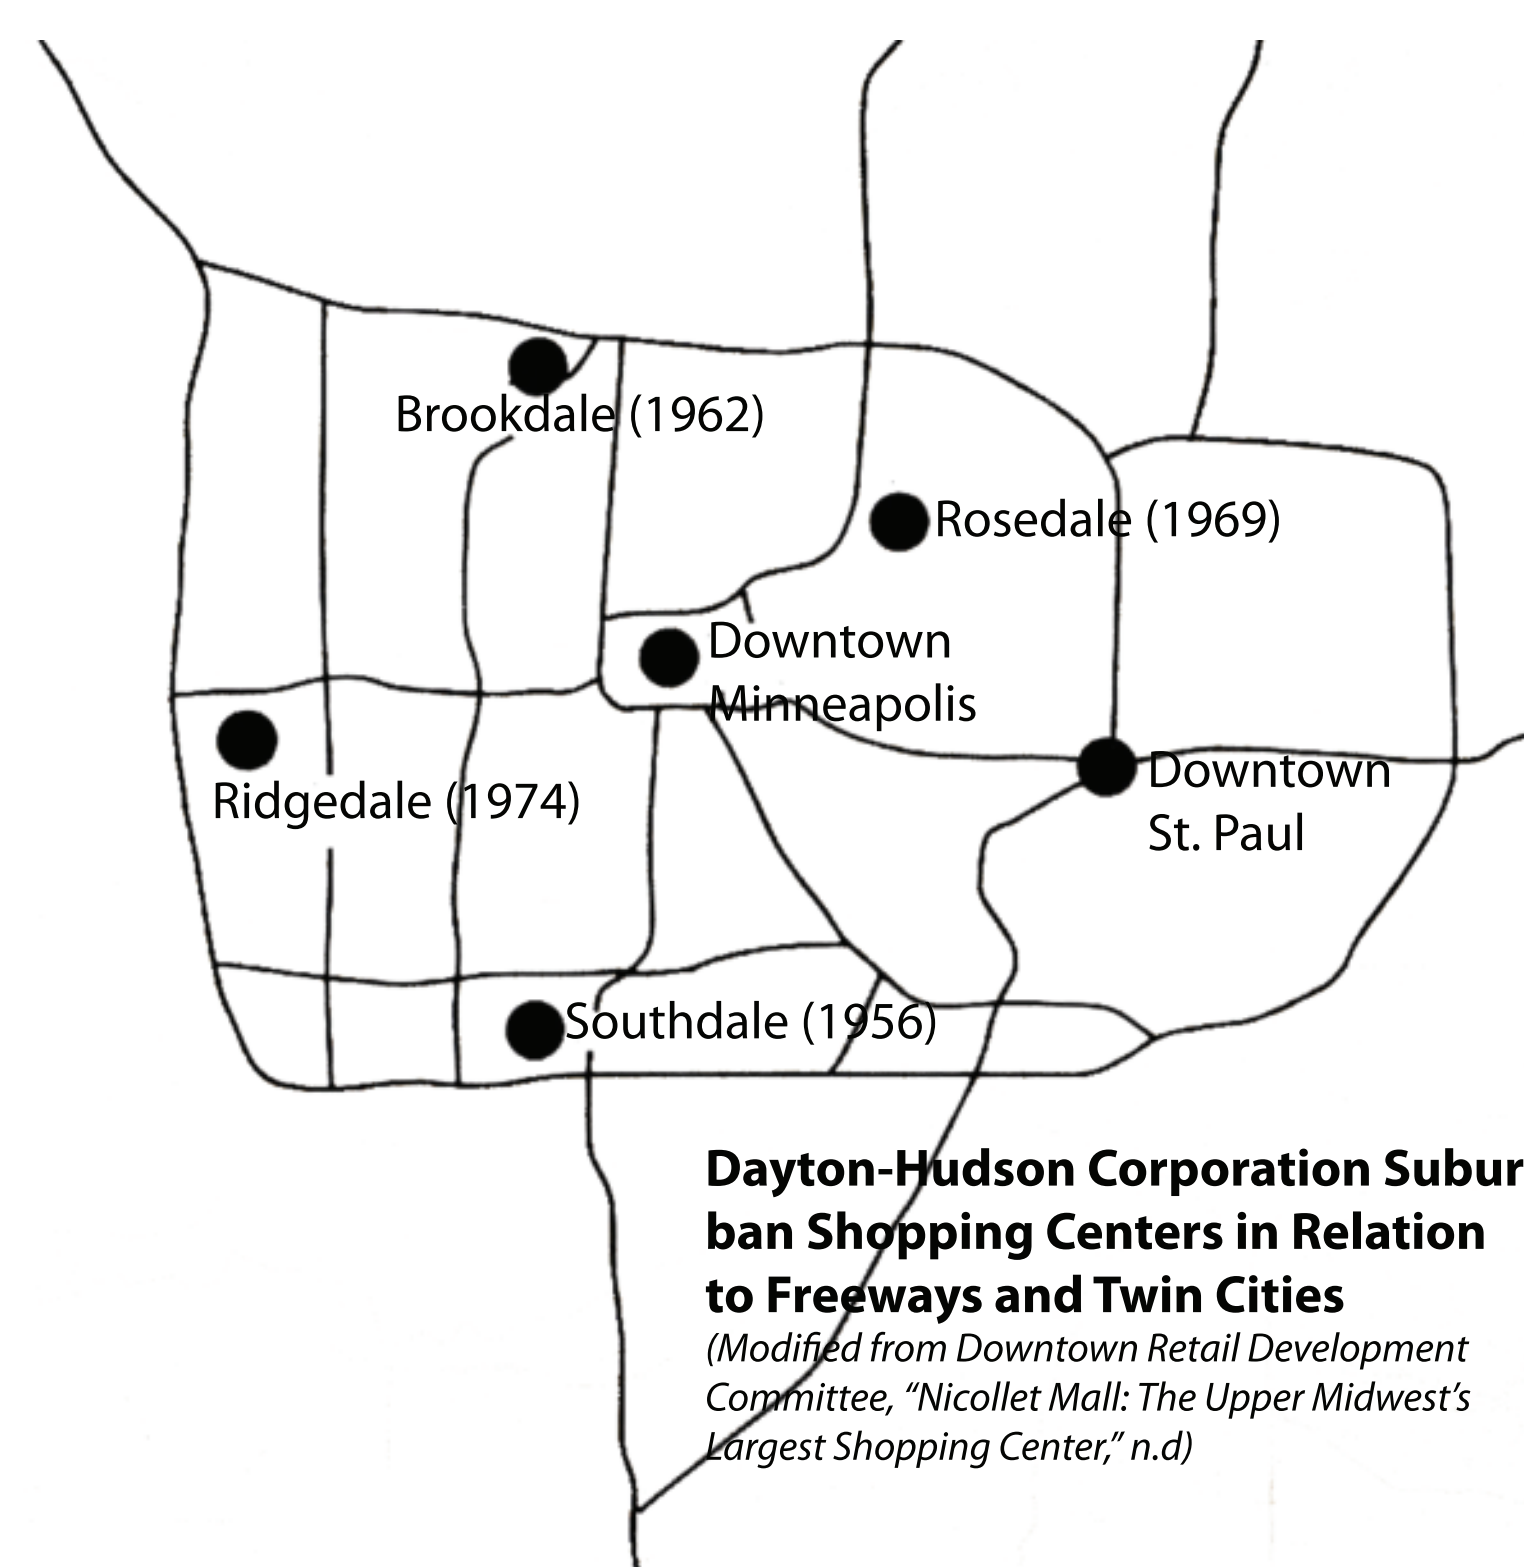 Brookdale (1962)
Rosedale (1969)
Downtown
Minneapolis
Ridgedale (1974)
Downtown
St. Paul
Southdale (1956)
Dayton-Hudson Corporation Subur
ban Shopping Centers in Relation
to Freeways and Twin Cities
(Modified from Downtown Retail Development
Committee, “Nicollet Mall: The Upper Midwest’s
Largest Shopping Center,” n.d)